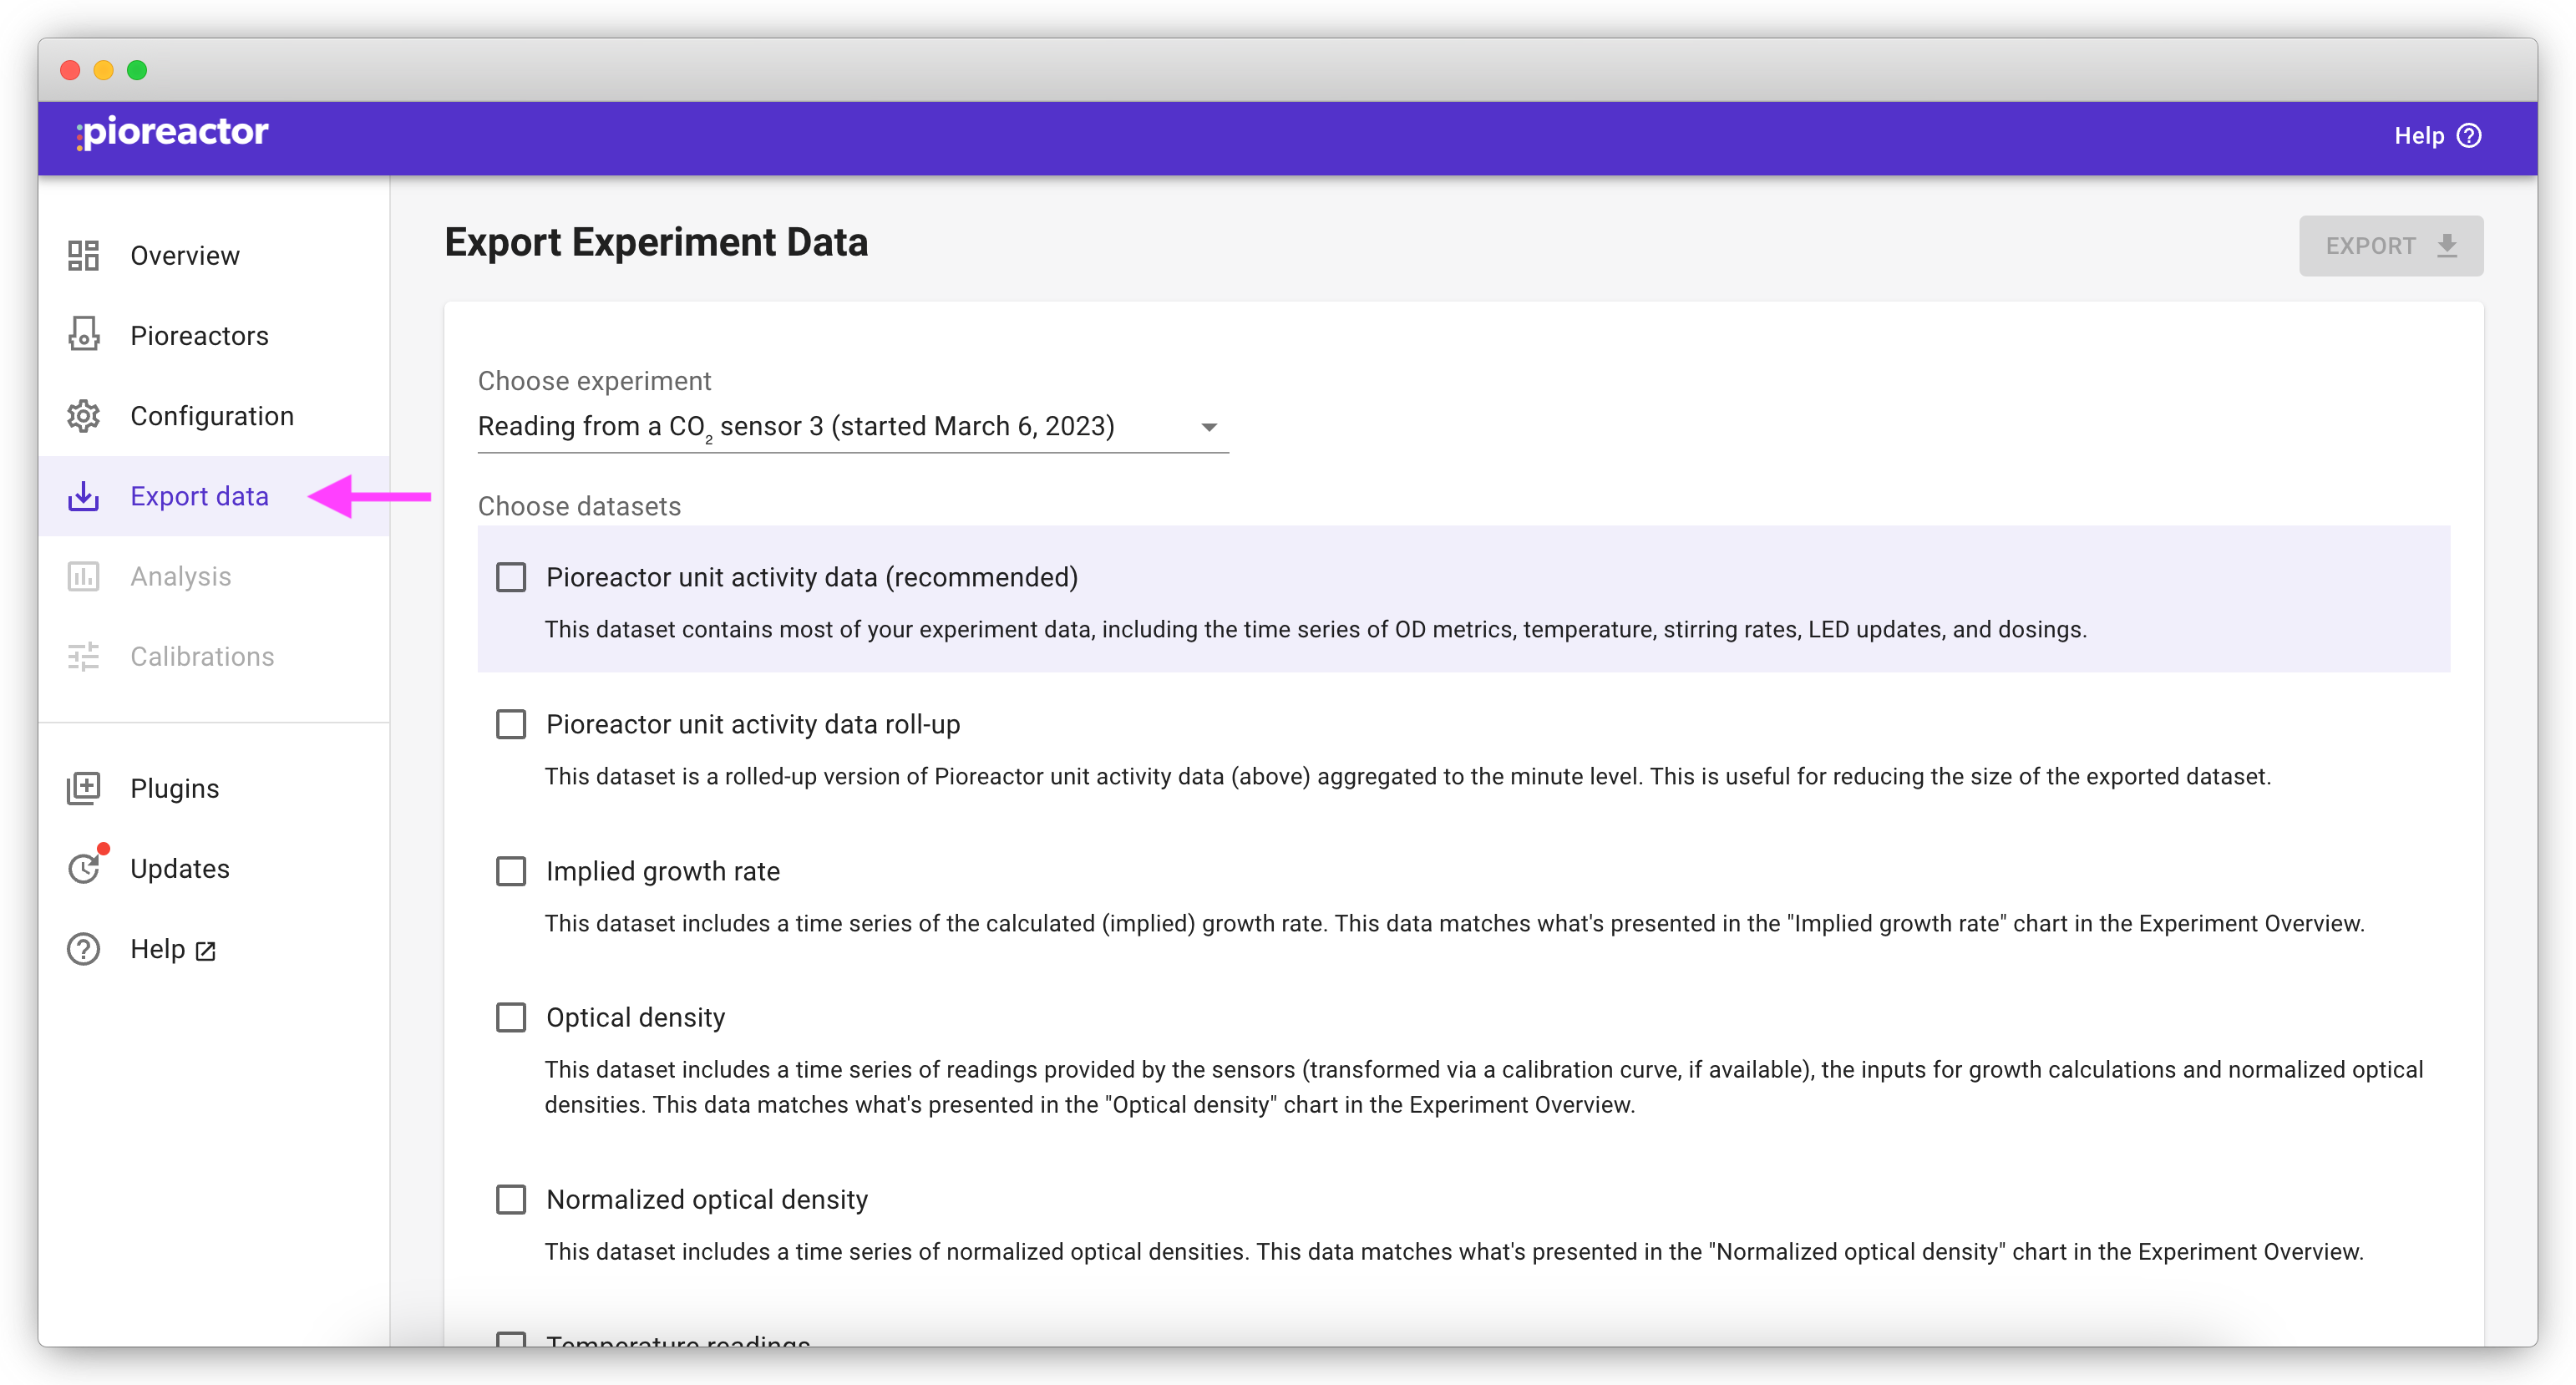 pioreactor
Help
Overview
Pioreactors
Configuration
Export data
Analysis
Calibrations
Plugins
Updates
Help
Export Experiment Data
EXPORT
Choose experiment
Reading from a CO₂ sensor 3 (started March 6, 2023)
Choose datasets
Pioreactor unit activity data (recommended)
This dataset contains most of your experiment data, including the time series of OD metrics, temperature, stirring rates, LED updates, and dosings.
Pioreactor unit activity data roll-up
This dataset is a rolled-up version of Pioreactor unit activity data (above) aggregated to the minute level. This is useful for reducing the size of the exported dataset.
Implied growth rate
This dataset includes a time series of the calculated (implied) growth rate. This data matches what's presented in the "Implied growth rate" chart in the Experiment Overview.
Optical density
This dataset includes a time series of readings provided by the sensors (transformed via a calibration curve, if available), the inputs for growth calculations and normalized optical
densities. This data matches what's presented in the "Optical density" chart in the Experiment Overview.
Normalized optical density
This dataset includes a time series of normalized optical densities. This data matches what's presented in the "Normalized optical density" chart in the Experiment Overview.
Temperature readings